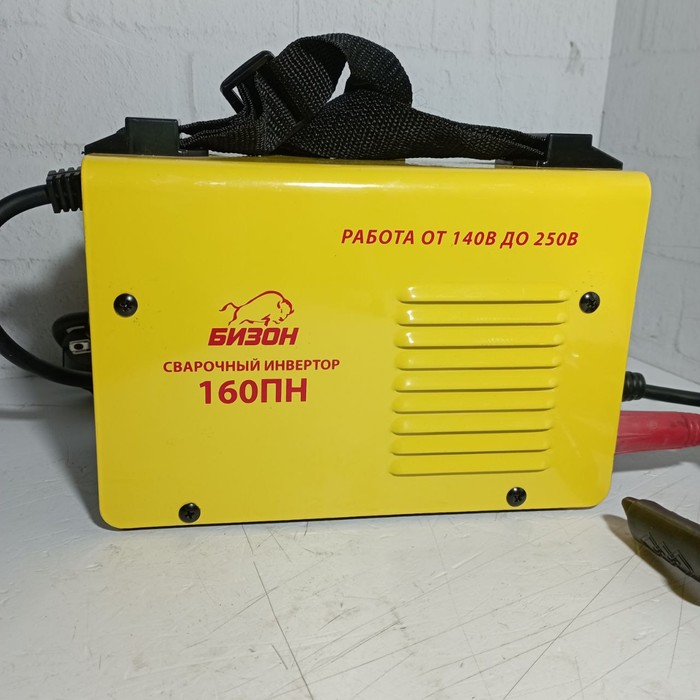 РАБОТА ОТ 140В ДО 250В
БИЗОН
СВАРОЧНЫЙ ИНВЕРТОР
160ПН